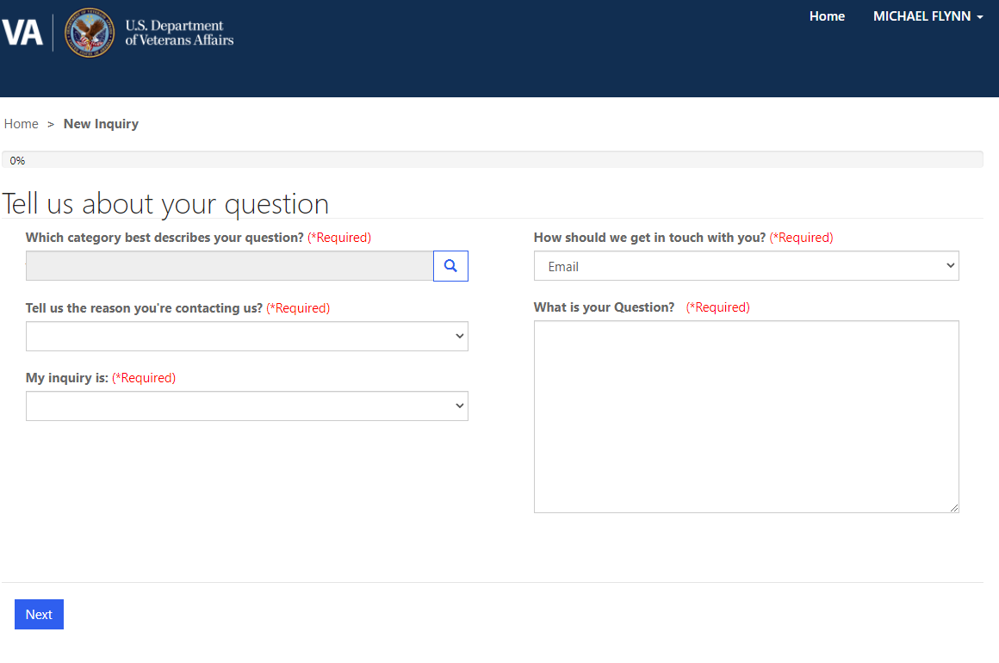 VA
U.S. Department
of Veterans Affairs
Home
MICHAEL FLYNN
Home > New Inquiry
0%
Tell us about your question
Which category best describes your question? (*Required)
Tell us the reason you're contacting us? (*Required)
My inquiry is: (*Required)
How should we get in touch with you? (*Required)
Email
What is your Question? (*Required)
Next